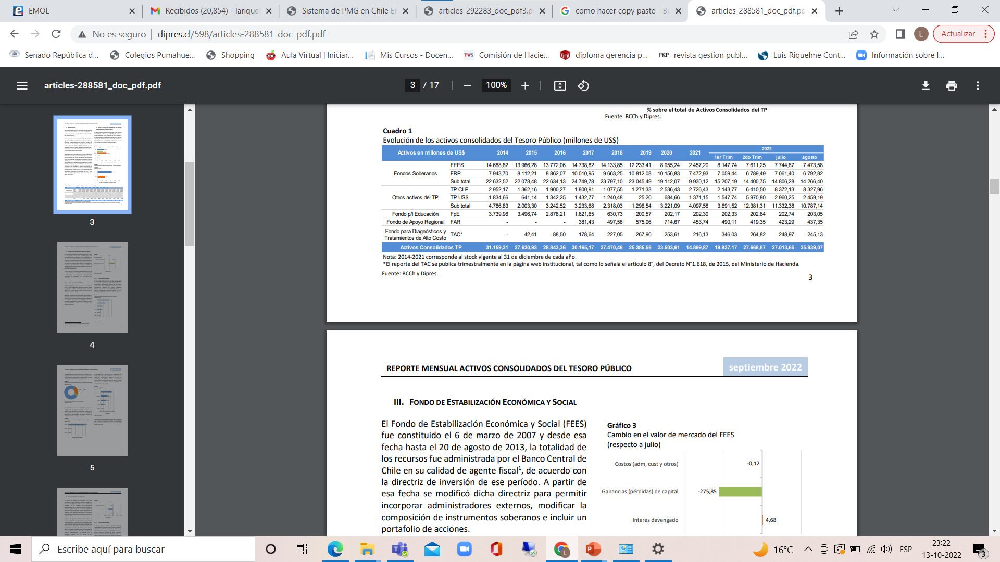 EMOL
Recibidos (20,854) - larique
Sistema de PMG en Chile E
articles-292283_doc_pdf3.p
como hacer copy paste - B
articles-288581_doc_pdf.pd
No es seguro
dipres.cl/598/articles-288581_doc_pdf.pdf
L
Actualizar
Senado República d...
Colegios Pumahue...
Shopping
Aula Virtual | Iniciar...
Mis Cursos - Docen...
TVS
Comisión de Hacie...
diploma gerencia p...
PKP
revista gestion publ...
Luis Riquelme Cont...
Información sobre l...
articles-288581_doc_pdf.pdf
3 / 17
100%
3
4
5
% sobre el total de Activos Consolidados del TP
Fuente: BCCh y Dipres.
Cuadro 1
Evolución de los activos consolidados del Tesoro Público (millones de US$)
Activos en millones de US$ 2014 2015 2016 2017 2018 2019 2020 2021 2022
1er Trim 2do Trim julio agosto
Fondos Soberanos
FEES 14.688,82 13.966,28 13.772,06 14.738,82 14.133,85 12.233,41 8.955,24 2.457,20 8.147,74 7.611,25 7.744,87 7.473,58
FRP 7.943,70 8.112,21 8.862,07 10.010,95 9.663,25 10.812,08 10.156,83 7.472,93 7.059,44 6.789,49 7.061,40 6.792,82
Sub total 22.632,52 22.078,48 22.634,13 24.749,78 23.797,10 23.045,49 19.112,07 9.930,12 15.207,19 14.400,75 14.806,28 14.266,40
Otros activos del TP
TP CLP 2.952,17 1.362,16 1.900,27 1.800,91 1.077,55 1.271,33 2.536,43 2.726,43 2.143,77 6.410,50 8.372,13 8.327,96
TP US$ 1.834,66 641,14 1.342,25 1.432,77 1.240,48 25,20 684,66 1.371,15 1.547,74 5.970,80 2.960,25 2.459,19
Sub total 4.786,83 2.003,30 3.242,52 3.233,68 2.318,03 1.296,54 3.221,09 4.097,58 3.691,52 12.381,31 11.332,38 10.787,14
Fondo p/l Educación FpE 3.739,96 3.496,74 2.878,21 1.621,65 630,73 200,57 202,17 202,30 202,33 202,64 202,74 203,05
Fondo de Apoyo Regional FAR - - - 381,43 497,56 575,06 714,67 453,74 490,11 419,35 423,29 437,35
Fondo para Diagnósticos y
Tratamientos de Alto Costo
TAC* - 42,41 88,50 178,64 227,05 267,90 253,61 216,13 346,03 264,82 248,97 245,13
Activos Consolidados TP 31.159,31 27.620,93 28.843,36 30.165,17 27.470,46 25.385,56 23.503,61 14.899,87 19.937,17 27.668,87 27.013,65 25.939,07
Nota: 2014-2021 corresponde al stock vigente al 31 de diciembre de cada año.
*El reporte del TAC se publica trimestralmente en la página web institucional, tal como lo señala el artículo 8°, del Decreto N°1.618, de 2015, del Ministerio de Hacienda.
Fuente: BCCh y Dipres.
3
REPORTE MENSUAL ACTIVOS CONSOLIDADOS DEL TESORO PÚBLICO
septiembre 2022
III. FONDO DE ESTABILIZACIÓN ECONÓMICA Y SOCIAL
El Fondo de Estabilización Económica y Social (FEES)
fue constituido el 6 de marzo de 2007 y desde esa
fecha hasta el 20 de agosto de 2013, la totalidad de
los recursos fue administrada por el Banco Central de
Chile en su calidad de agente fiscal1, de acuerdo con
la directriz de inversión de ese período. A partir de
esa fecha se modificó dicha directriz para permitir
incorporar administradores externos, modificar la
composición de instrumentos soberanos e incluir un
portafolio de acciones.
Gráfico 3
Cambio en el valor de mercado del FEES
(respecto a julio)
Costos (adm, cust y otros) -0,12
Ganancias (pérdidas) de capital -275,85
Interés devengado 4,68
Escribe aquí para buscar
16°C
ESP
23:22
13-10-2022
3